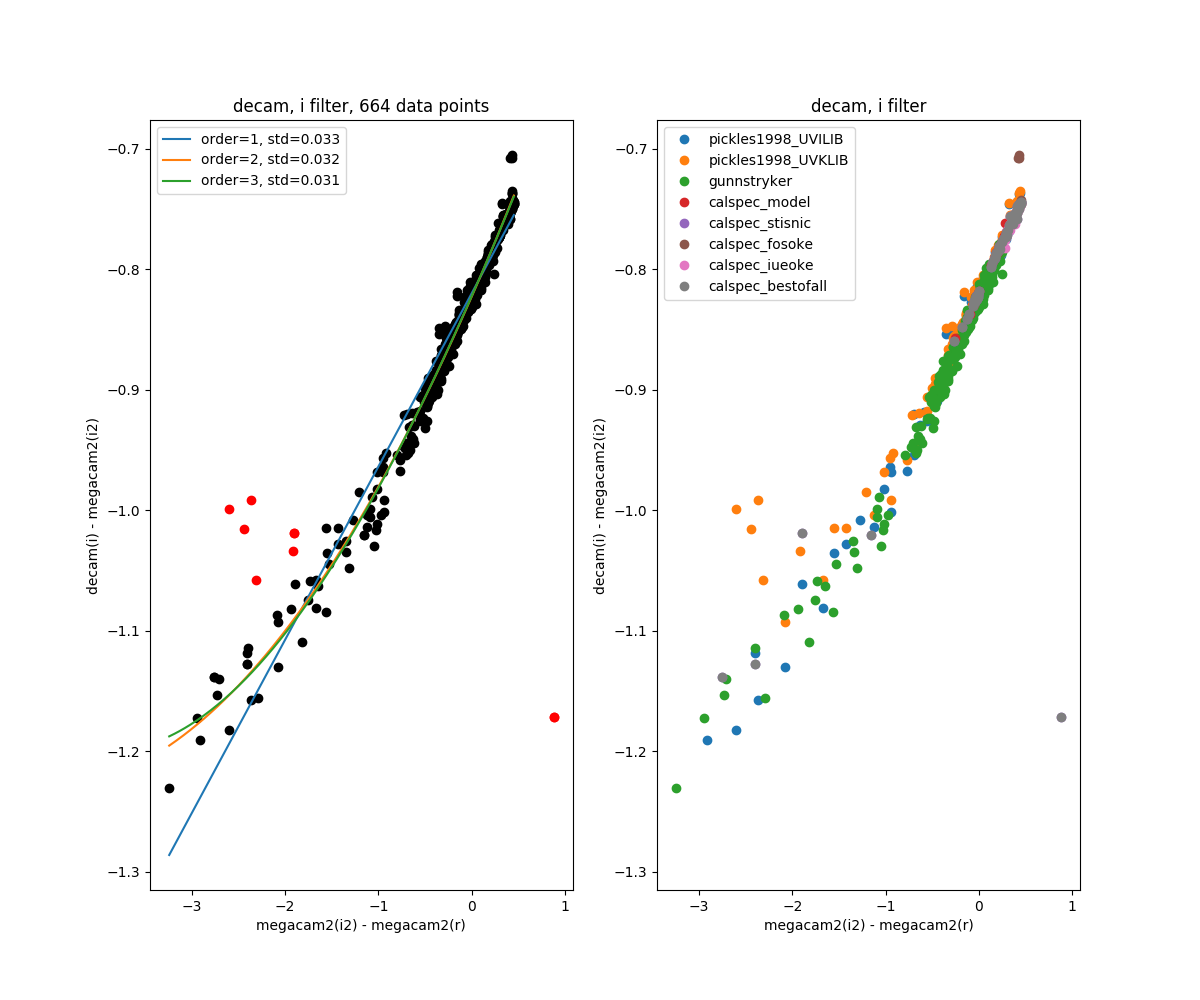 decam, i filter, 664 data points
order=1, std=0.033
order=2, std=0.032
order=3, std=0.031
−0.7
−0.8
−0.9
−1.0
−1.1
−1.2
−1.3
decam(i) - megacam2(i2)
−3
−2
−1
0
1
megacam2(i2) - megacam2(r)
decam, i filter
pickles1998_UVILIB
pickles1998_UVKLIB
gunnstryker
calspec_model
calspec_stisnic
calspec_fosoke
calspec_iueoke
calspec_bestofall
−0.7
−0.8
−0.9
−1.0
−1.1
−1.2
−1.3
decam(i) - megacam2(i2)
−3
−2
−1
0
1
megacam2(i2) - megacam2(r)